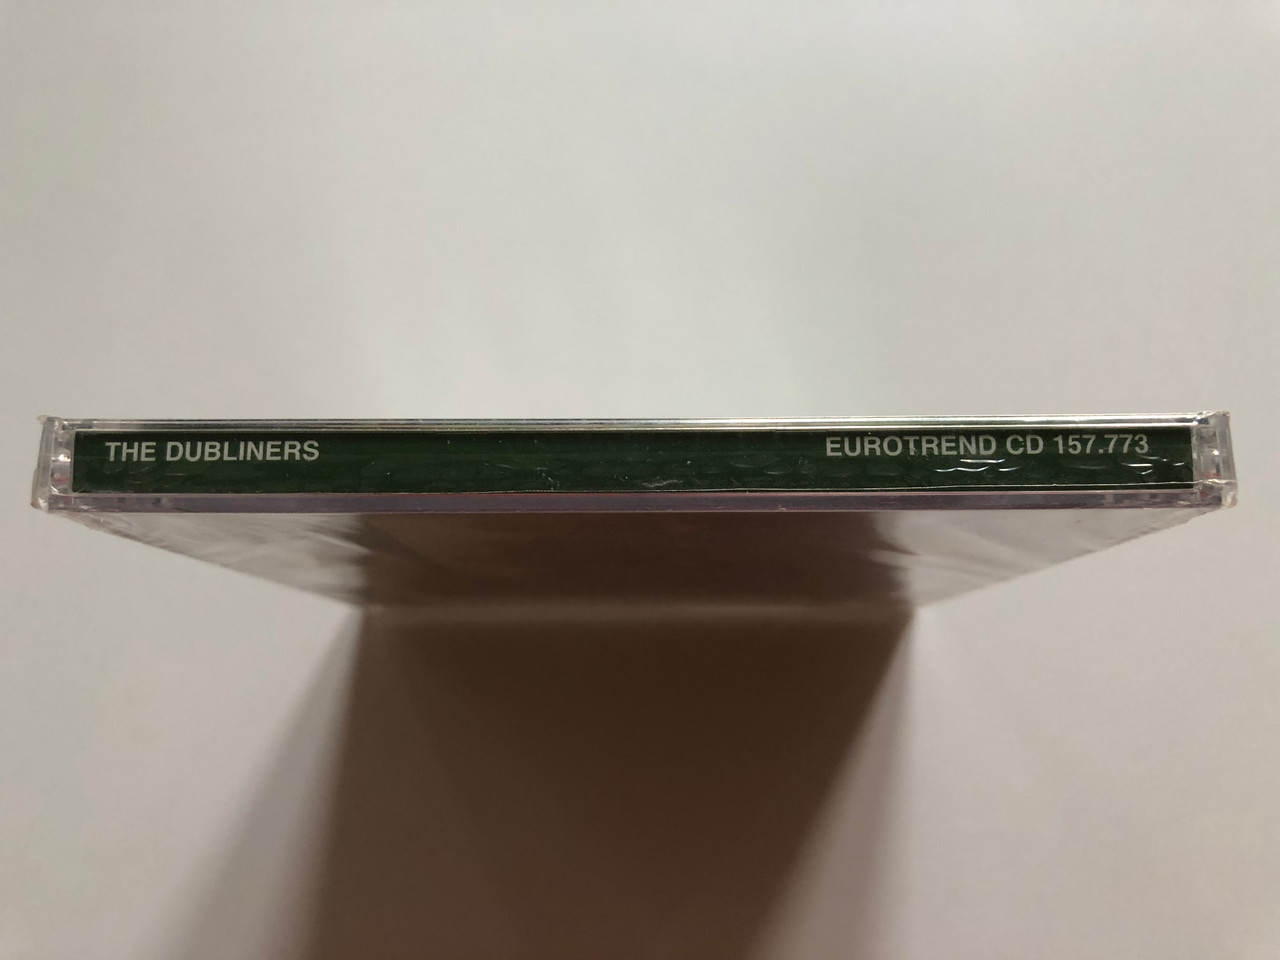 THE DUBLINERS EUROTREND CD 157.773